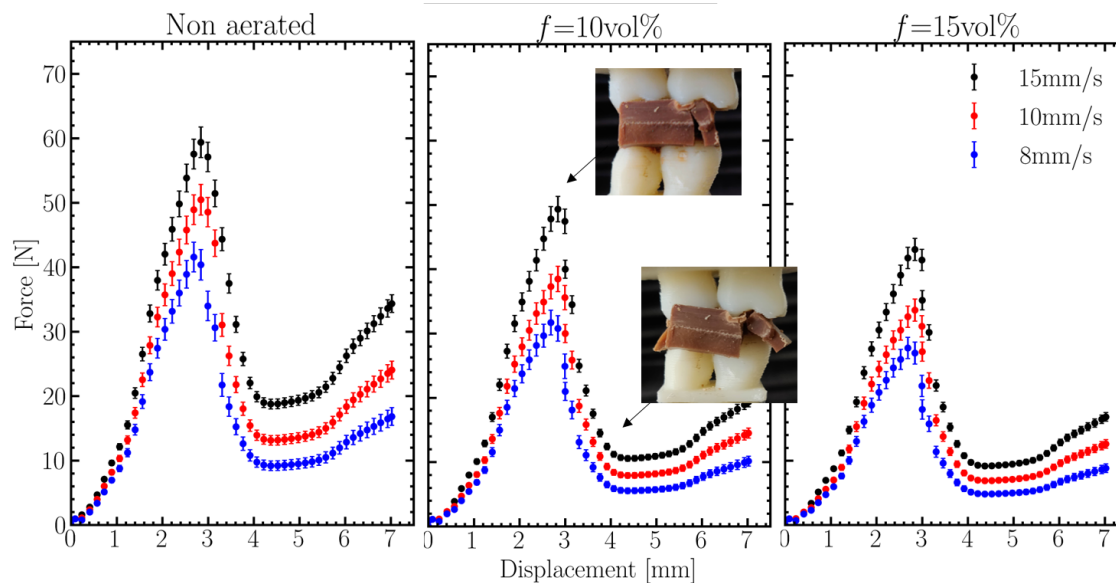 Non aerated
f=10vol%
f=15vol%
70
60
50
40
30
20
10
0
Force [N]
15mm/s
10mm/s
8mm/s
0 1 2 3 4 5 6 7
0 1 2 3 4 5 6 7
0 1 2 3 4 5 6 7
Displacement [mm]